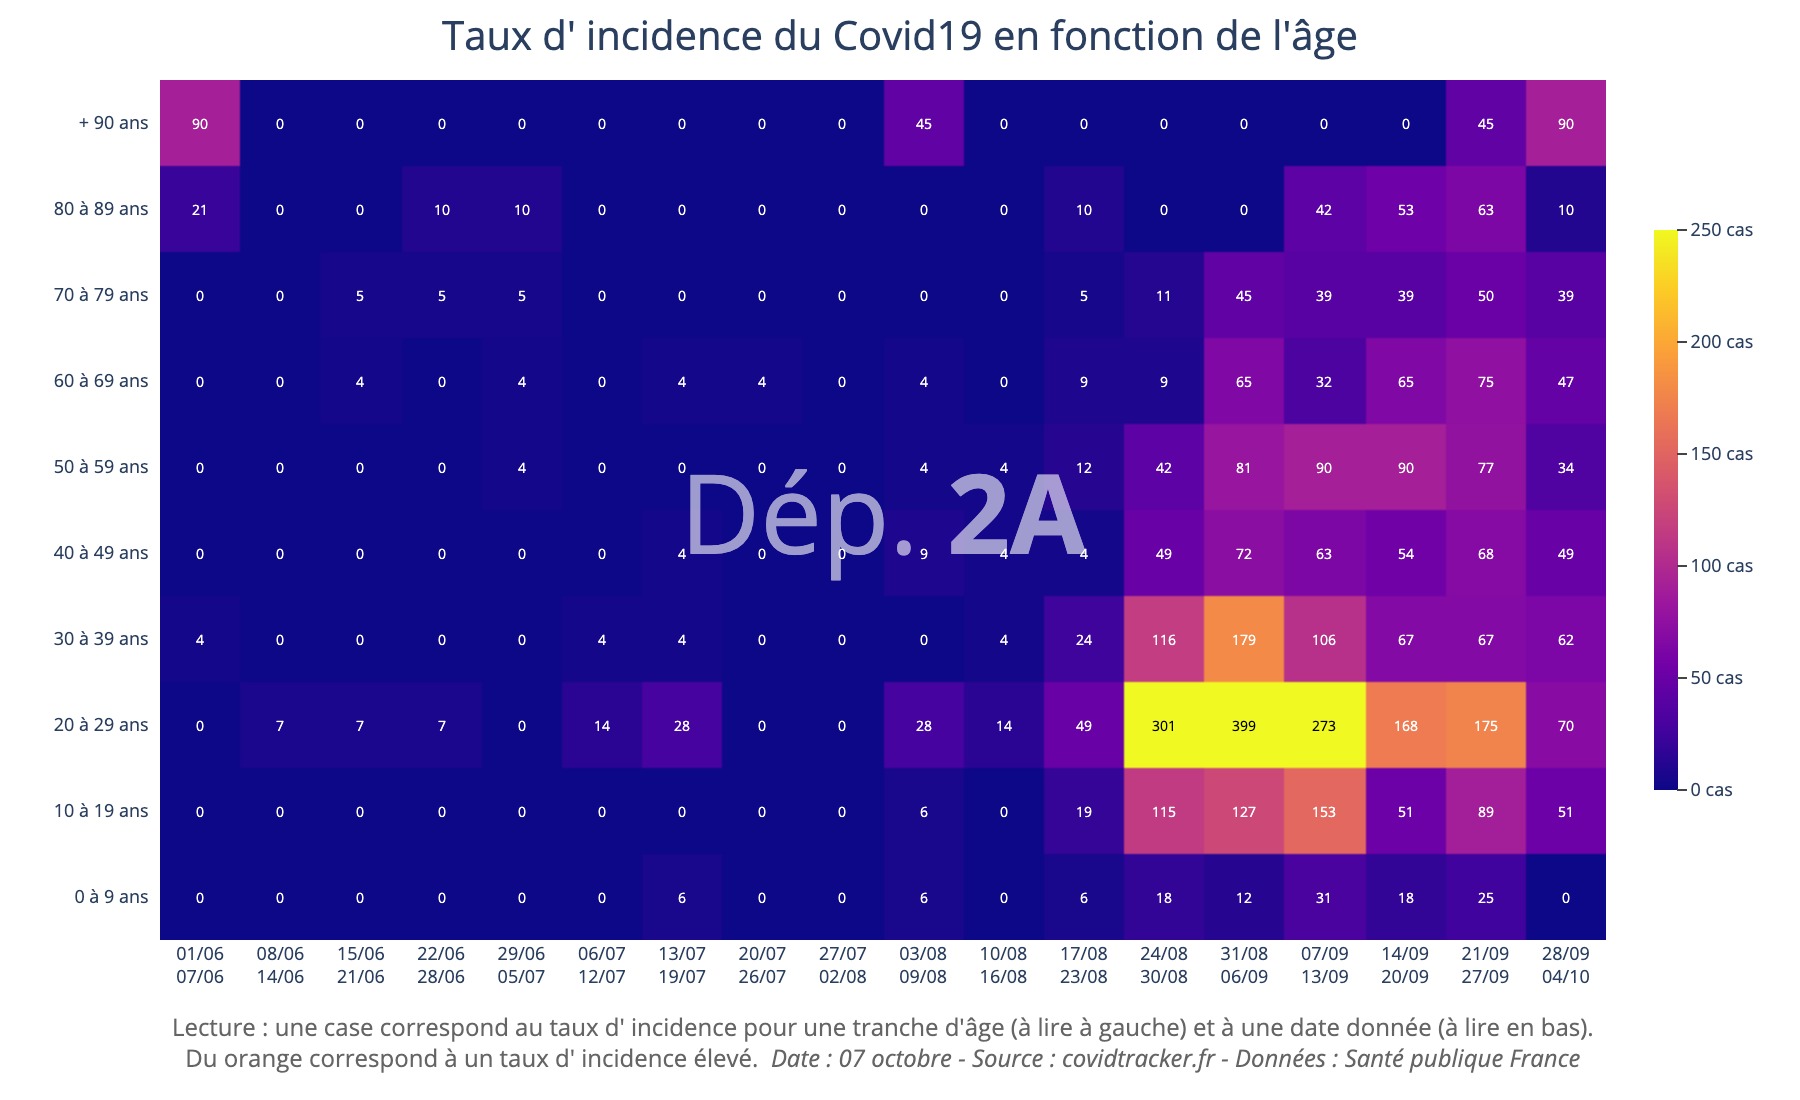 Taux d' incidence du Covid19 en fonction de l'âge
+ 90 ans 90 0 0 0 0 0 0 0 0 45 0 0 0 0 0 0 45 90
80 à 89 ans 21 0 0 10 10 0 0 0 0 0 0 10 0 0 42 53 63 10
70 à 79 ans 0 0 5 5 5 0 0 0 0 0 0 5 11 45 39 39 50 39
60 à 69 ans 0 0 4 0 4 0 4 4 0 4 0 9 9 65 32 65 75 47
50 à 59 ans 0 0 0 0 4 0 0 0 0 4 4 12 42 81 90 90 77 34
Dép. 2A
40 à 49 ans 0 0 0 0 0 0 4 0 0 9 4 4 49 72 63 54 68 49
30 à 39 ans 4 0 0 0 0 4 4 0 0 0 4 24 116 179 106 67 67 62
20 à 29 ans 0 7 7 7 0 14 28 0 0 28 14 49 301 399 273 168 175 70
10 à 19 ans 0 0 0 0 0 0 0 0 0 6 0 19 115 127 153 51 89 51
0 à 9 ans 0 0 0 0 0 0 6 0 0 6 0 6 18 12 31 18 25 0
01/06 08/06 15/06 22/06 29/06 06/07 13/07 20/07 27/07 03/08 10/08 17/08 24/08 31/08 07/09 14/09 21/09 28/09
07/06 14/06 21/06 28/06 05/07 12/07 19/07 26/07 02/08 09/08 16/08 23/08 30/08 06/09 13/09 20/09 27/09 04/10
250 cas
200 cas
150 cas
100 cas
50 cas
0 cas
Lecture : une case correspond au taux d' incidence pour une tranche d'âge (à lire à gauche) et à une date donnée (à lire en bas).
Du orange correspond à un taux d' incidence élevé. Date : 07 octobre - Source : covidtracker.fr - Données : Santé publique France